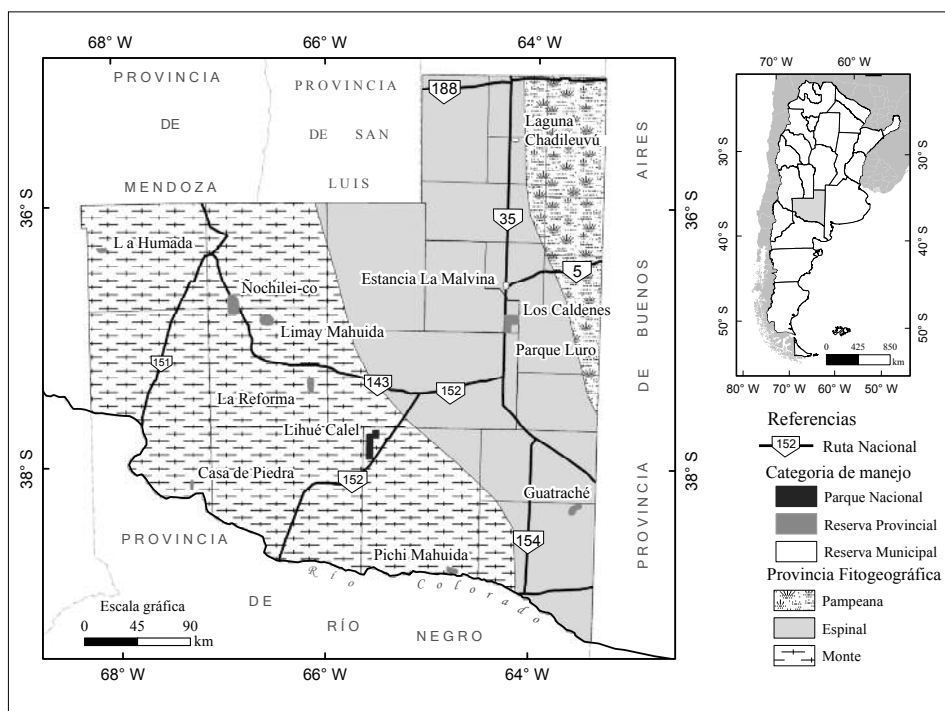 68° W
66° W
64° W
PROVINCIA
DE
MENDOZA
PROVINCIA
DE SAN
LUIS
188
Laguna
Chadileuvú
AIRES
36° S
36° S
35
L a Humada
Ñochilei-co
Estancia La Malvina
5
Los Caldenes
Limay Mahuida
Parque Luro
BUENOS
151
143
152
La Reforma
DE
Lihué Calel
38° S
38° S
Casa de Piedra
152
Guatraché
PROVINCIA
PROVINCIA
154
Pichi Mahuida
Río Colorado
Escala gráfica
0 45 90
km
DE
RÍO
NEGRO
68° W
66° W
64° W
70° W
60° W
30° S
30° S
40° S
40° S
50° S
50° S
0 425 850
km
80° W
70° W
60° W
50° W
Referencias
152
Ruta Nacional
Categoria de manejo
Parque Nacional
Reserva Provincial
Reserva Municipal
Provincia Fitogeográfica
Pampeana
Espinal
Monte